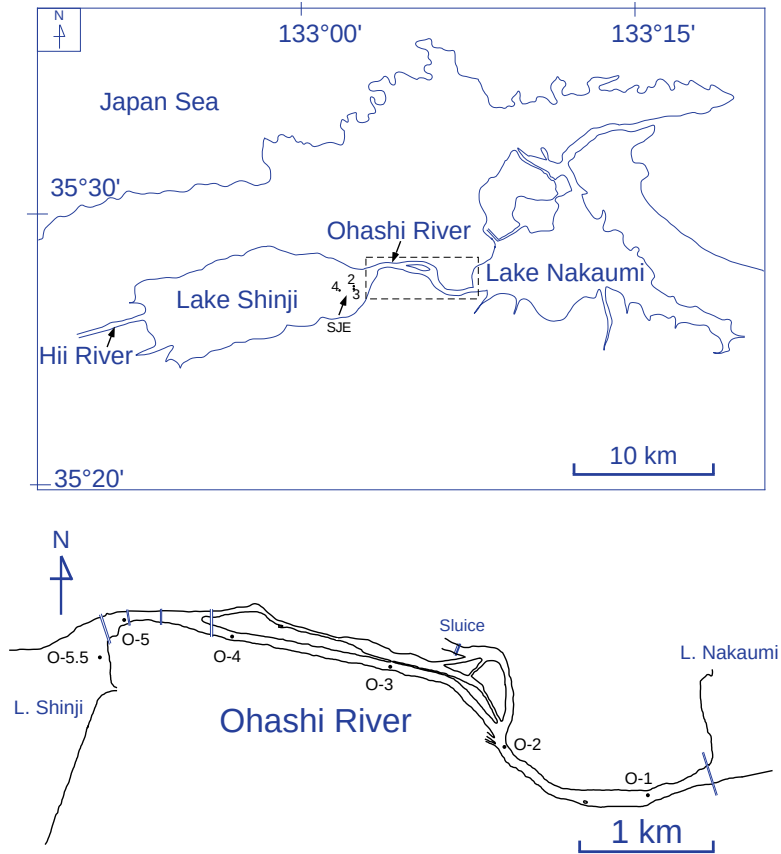 N
133°00'
133°15'
Japan Sea
35°30'
Ohashi River
Lake Nakaumi
Lake Shinji
2
4
3
SJE
Hii River
10 km
35°20'
N
Sluice
O-5
O-4
O-5.5
L. Nakaumi
O-3
L. Shinji
Ohashi River
O-2
O-1
1 km